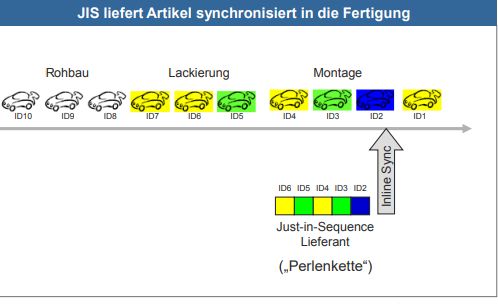 JIS liefert Artikel synchronisiert in die Fertigung
Rohbau Lackierung Montage
ID10 ID9 ID8 ID7 ID6 ID5 ID4 ID3 ID2 ID1
ID6 ID5 ID4 ID3 ID2
Inline Sync
Just-in-Sequence
Lieferant
(„Perlenkette“)